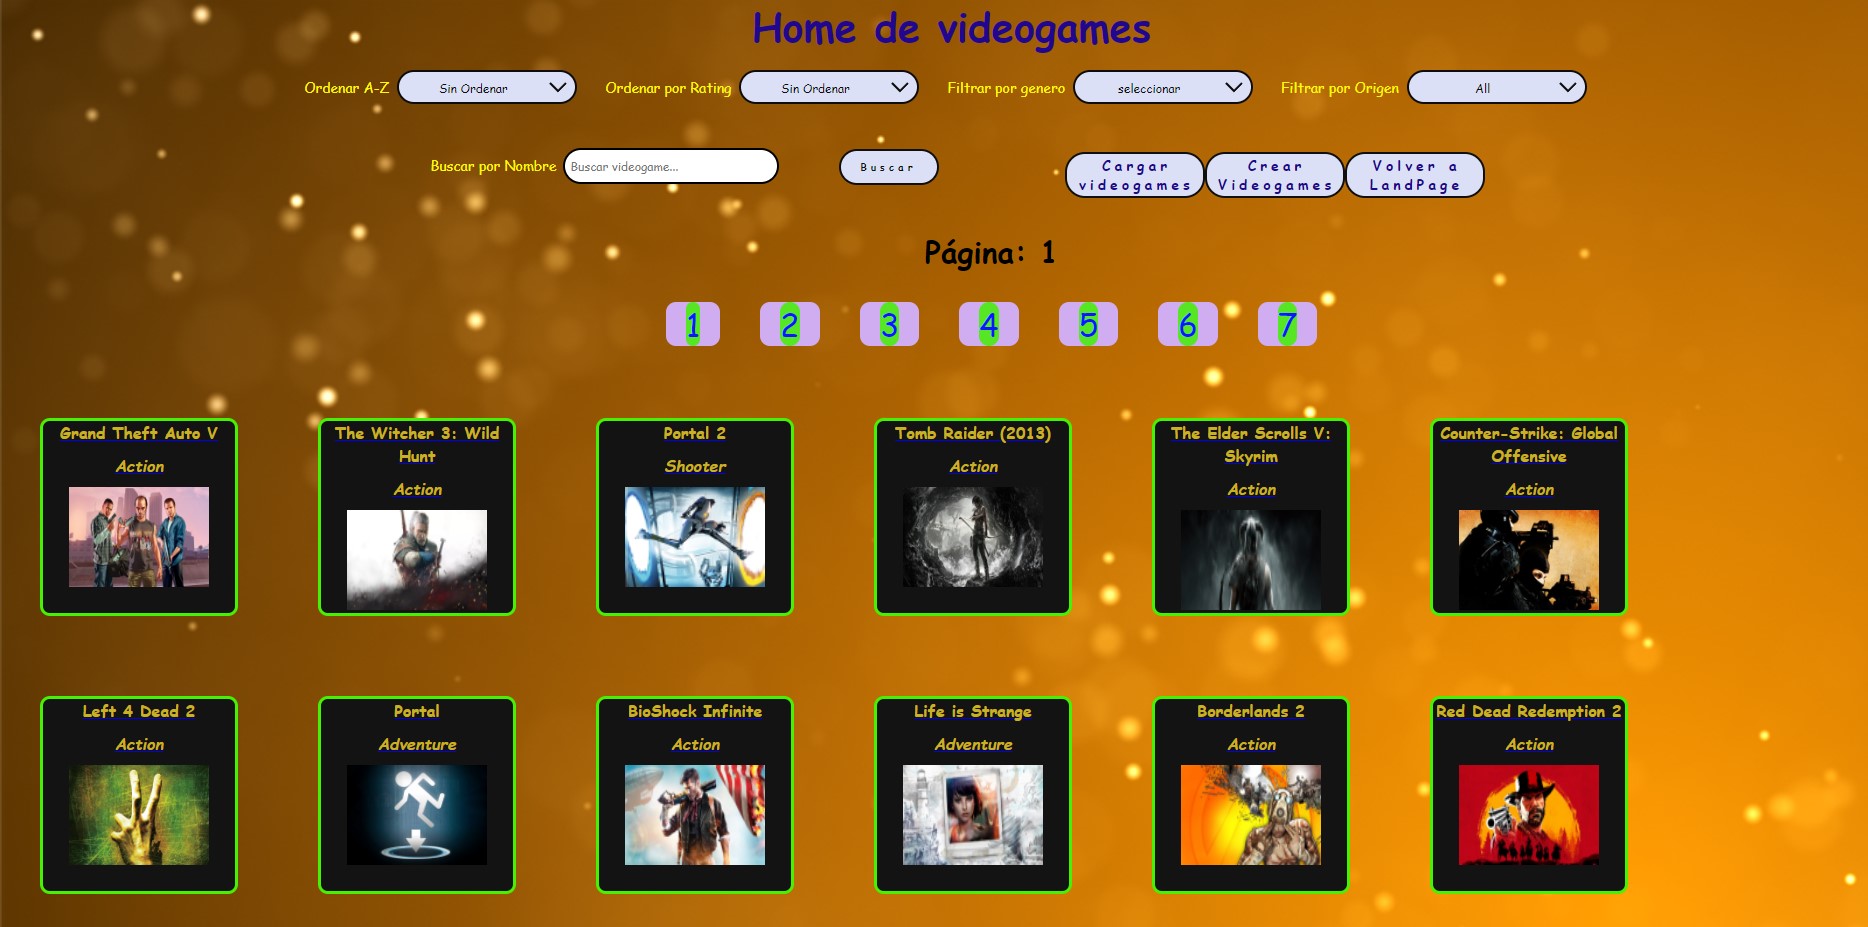 Home de videogames
Ordenar A-Z Sin Ordenar Ordenar por Rating Sin Ordenar Filtrar por genero seleccionar Filtrar por Origen All
Buscar por Nombre Buscar videogame... Buscar
Cargar
videogames
Crear
Videogames
Volver a
LandPage
Página: 1
1 2 3 4 5 6 7
Grand Theft Auto V
Action
The Witcher 3: Wild
Hunt
Action
Portal 2
Shooter
Tomb Raider (2013)
Action
The Elder Scrolls V:
Skyrim
Action
Counter-Strike: Global
Offensive
Action
Left 4 Dead 2
Action
Portal
Adventure
BioShock Infinite
Action
Life is Strange
Adventure
Borderlands 2
Action
Red Dead Redemption 2
Action